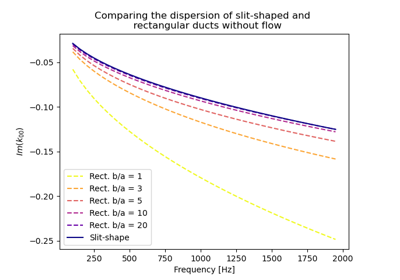 Comparing the dispersion of slit-shaped and
rectangular ducts without flow
Im(k₀₀)
−0.05
−0.10
−0.15
−0.20
−0.25
Rect. b/a = 1
Rect. b/a = 3
Rect. b/a = 5
Rect. b/a = 10
Rect. b/a = 20
Slit-shape
250 500 750 1000 1250 1500 1750 2000
Frequency [Hz]